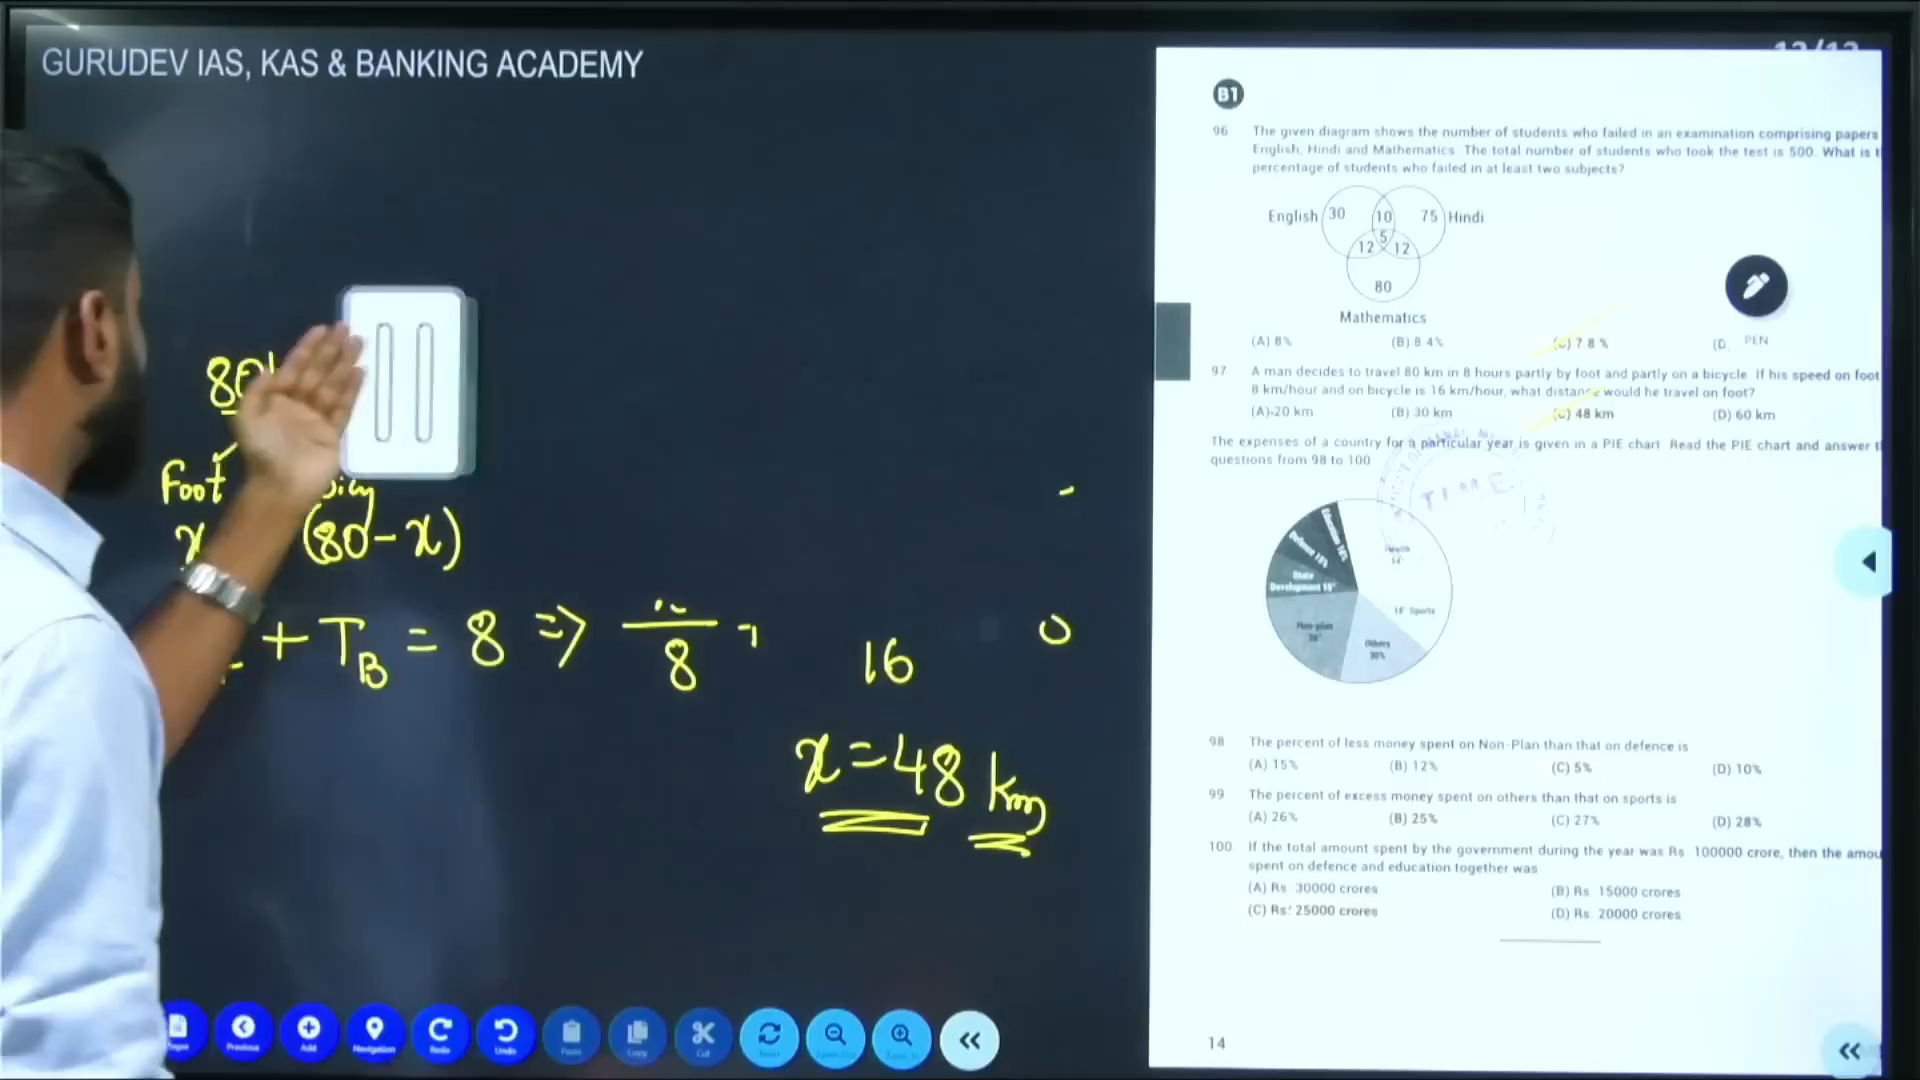 GURUDEV IAS, KAS & BANKING ACADEMY
Foot
x
(80-x)
+ T_B = 8 => 8
16
x=48 km
Previous
Add
Navigation
Redo
Undo
Paste
Copy
Cut
B1
96 The given diagram shows the number of students who failed in an examination comprising papers
English, Hindi and Mathematics. The total number of students who took the test is 500. What is
percentage of students who failed in at least two subjects?
English 30 10 75 Hindi
5
12 12
80
Mathematics
(A) 8% (B) 8.4% (C) 7.8 % (D
PEN
97 A man decides to travel 80 km in 8 hours partly by foot and partly on a bicycle. If his speed on foot
8 km/hour and on bicycle is 16 km/hour, what distance would he travel on foot?
(A)-20 km (B) 30 km (C) 48 km (D) 60 km
The expenses of a country for a particular year is given in a PIE chart. Read the PIE chart and answer
questions from 98 to 100
Sports
Others
98 The percent of less money spent on Non-Plan than that on defence is
(A) 15% (B) 12% (C) 5% (D) 10%
99 The percent of excess money spent on others than that on sports is
(A) 26% (B) 25% (C) 27% (D) 28%
100 If the total amount spent by the government during the year was Rs 100000 crore, then the amou
spent on defence and education together was
(A) Rs 30000 crores (B) Rs 15000 crores
(C) Rs. 25000 crores (D) Rs. 20000 crores
14